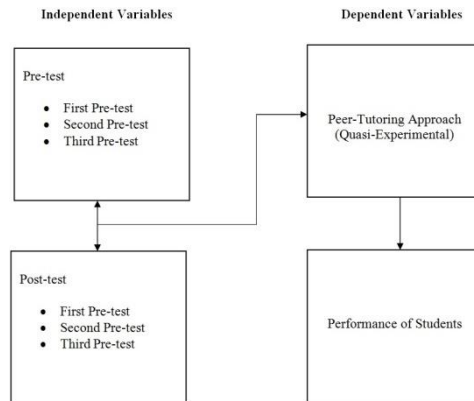 Independent Variables
Dependent Variables
Pre-test
• First Pre-test
• Second Pre-test
• Third Pre-test
Peer-Tutoring Approach
(Quasi-Experimental)
Post-test
• First Pre-test
• Second Pre-test
• Third Pre-test
Performance of Students